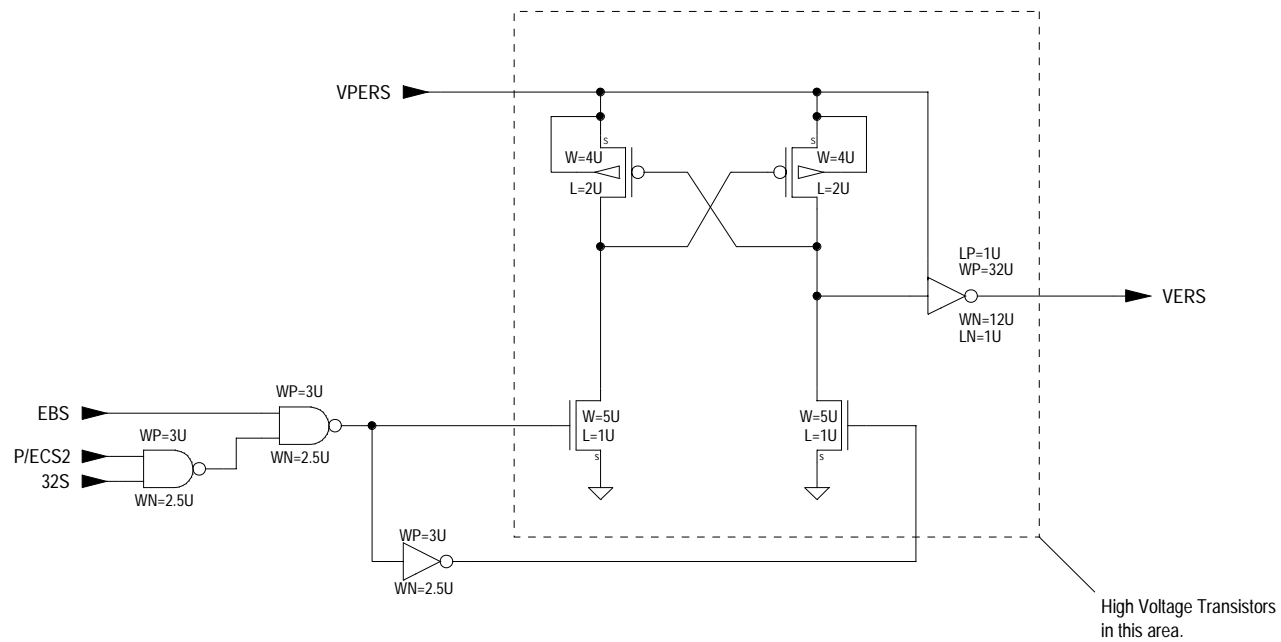 VPERS
s
W=4U
L=2U
s
W=4U
L=2U
LP=1U
WP=32U
VERS
WN=12U
LN=1U
WP=3U
EBS
WP=3U
W=5U
L=1U
s
W=5U
L=1U
s
P/ECS2
WN=2.5U
32S
WN=2.5U
WP=3U
WN=2.5U
High Voltage Transistors
in this area.